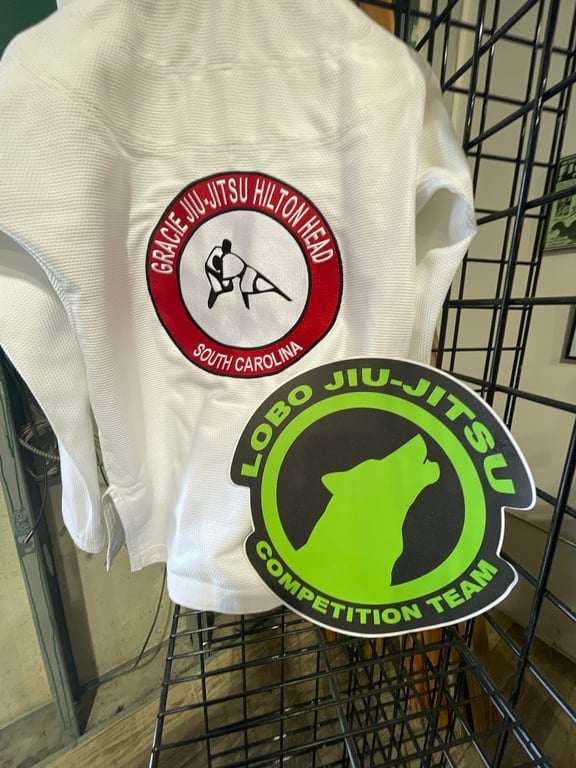 GRACIE JIU-JITSU HILTON HEAD
SOUTH CAROLINA
LOBO JIU-JITSU
COMPETITION TEAM